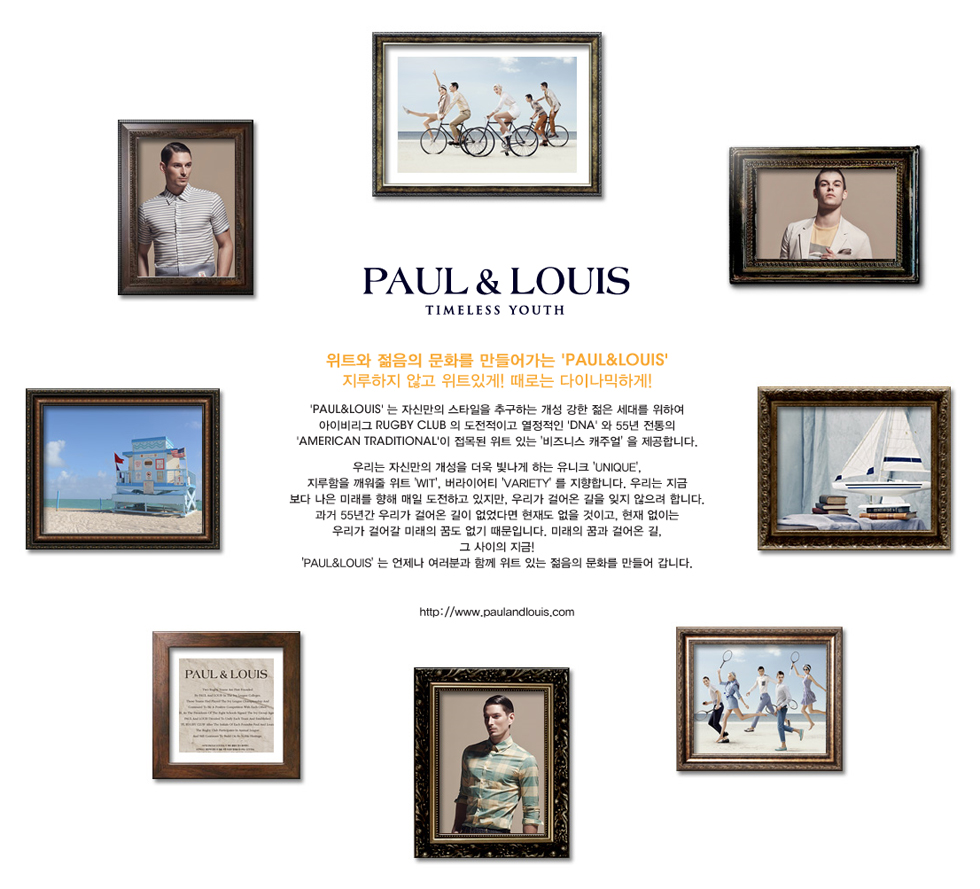 PAUL & LOUIS
TIMELESS YOUTH
위트와 젊음의 문화를 만들어가는 'PAUL&LOUIS'
지루하지 않고 위트있게! 때로는 다이나믹하게!
'PAUL&LOUIS' 는 자신만의 스타일을 추구하는 개성 강한 젊은 세대를 위하여
아이비리그 RUGBY CLUB 의 도전적이고 열정적인 'DNA' 와 55년 전통의
'AMERICAN TRADITIONAL'이 접목된 위트 있는 '비즈니스 캐주얼' 을 제공합니다.
우리는 자신만의 개성을 더욱 빛나게 하는 유니크 'UNIQUE',
지루함을 깨워줄 위트 'WIT', 버라이어티 'VARIETY' 를 지향합니다. 우리는 지금
보다 나은 미래를 향해 매일 도전하고 있지만, 우리가 걸어온 길을 잊지 않으려 합니다.
과거 55년간 우리가 걸어온 길이 없었다면 현재도 없을 것이고, 현재 없이는
우리가 걸어갈 미래의 꿈도 없기 때문입니다. 미래의 꿈과 걸어온 길,
그 사이의 지금!
'PAUL&LOUIS' 는 언제나 여러분과 함께 위트 있는 젊음의 문화를 만들어 갑니다.
http://www.paulandlouis.com
PAUL & LOUIS